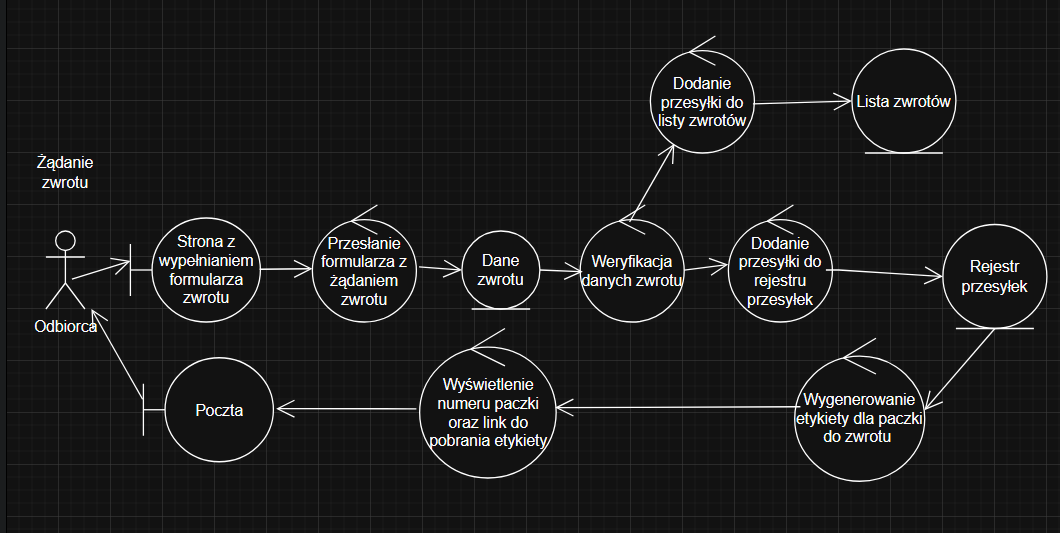 Żądanie
zwrotu
Odbiorca
Strona z
wypełnianiem
formularza
zwrotu
Przesłanie
formularza z
żądaniem
zwrotu
Dane
zwrotu
Weryfikacja
danych zwrotu
Dodanie
przesyłki do
listy zwrotów
Lista zwrotów
Dodanie
przesyłki do
rejestru
przesyłek
Rejestr
przesyłek
Wygenerowanie
etykiety dla paczki
do zwrotu
Wyświetlenie
numeru paczki
oraz link do
pobrania etykiety
Poczta